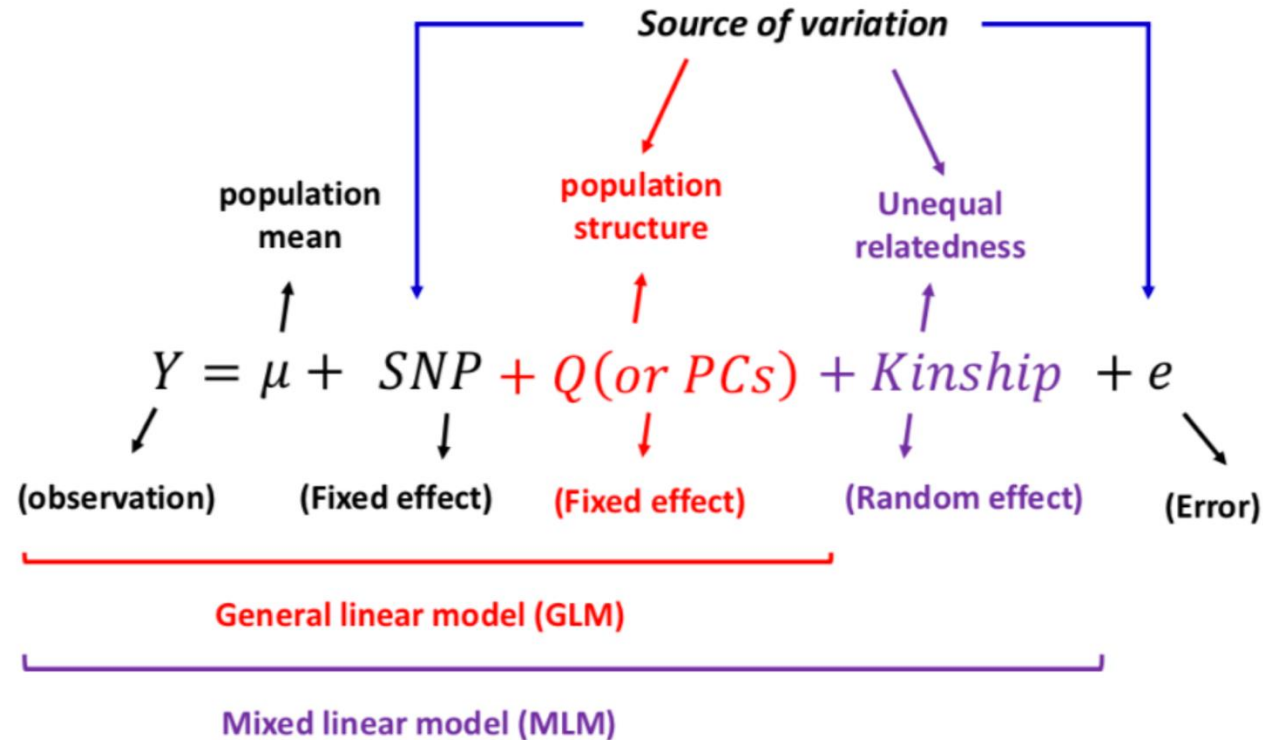 Source of variation
population
mean
population
structure
Unequal
relatedness
Y = μ + SNP + Q(or PCs) + Kinship + e
(observation) (Fixed effect) (Fixed effect) (Random effect) (Error)
General linear model (GLM)
Mixed linear model (MLM)